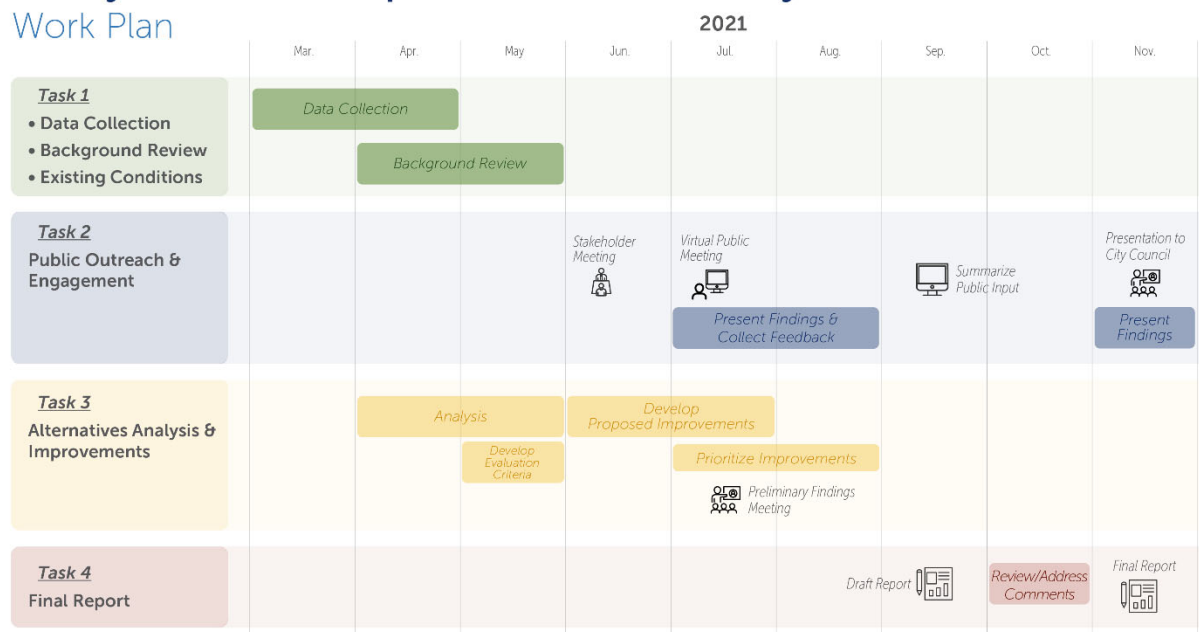 Work Plan
2021
Mar.
Apr.
May
Jun.
Jul.
Aug.
Sep.
Oct.
Nov.
Task 1
• Data Collection
• Background Review
• Existing Conditions
Data Collection
Background Review
Task 2
Public Outreach &
Engagement
Stakeholder
Meeting
Virtual Public
Meeting
Present Findings &
Collect Feedback
Summarize
Public Input
Presentation to
City Council
Present
Findings
Task 3
Alternatives Analysis &
Improvements
Analysis
Develop
Evaluation
Criteria
Develop
Proposed Improvements
Prioritize Improvements
Preliminary Findings
Meeting
Task 4
Final Report
Draft Report
Review/Address
Comments
Final Report